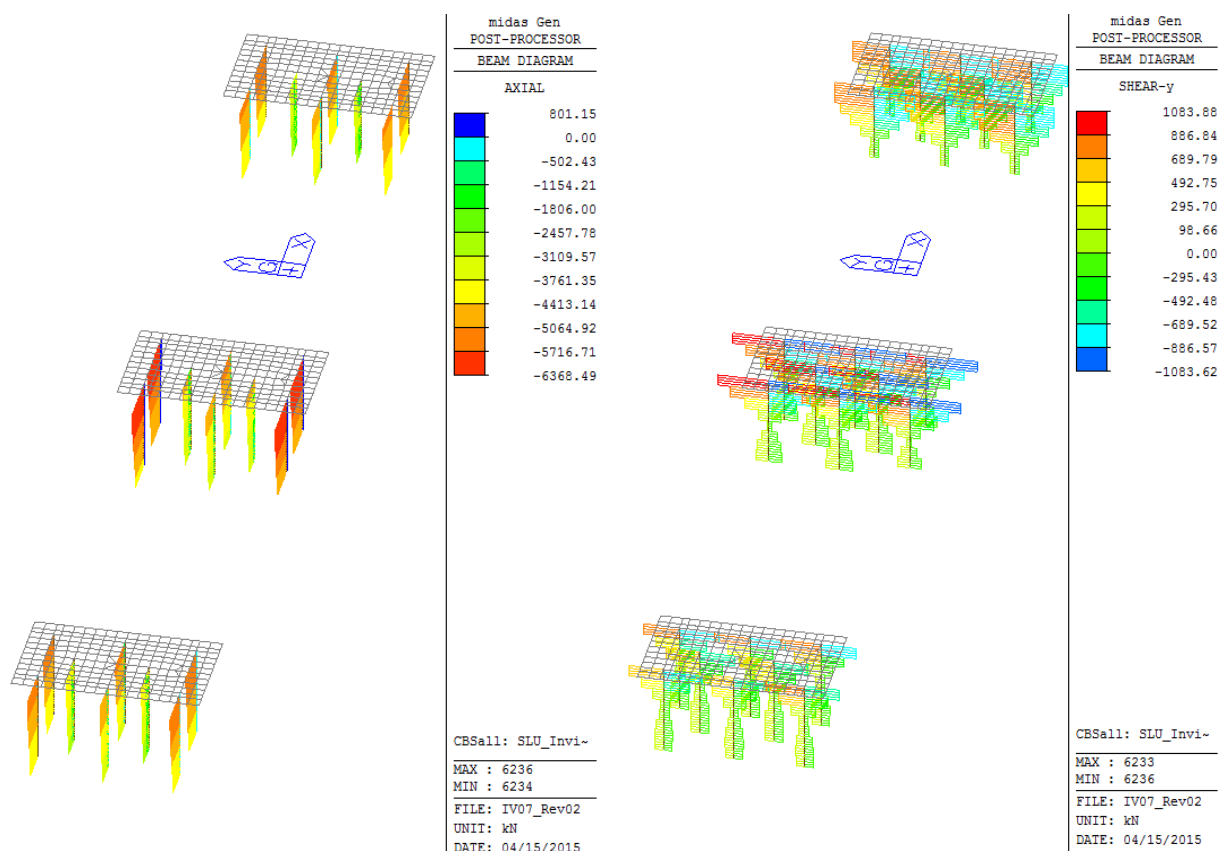 midas Gen
POST-PROCESSOR
BEAM DIAGRAM
AXIAL
801.15
0.00
-502.43
-1154.21
-1806.00
-2457.78
-3109.57
-3761.35
-4413.14
-5064.92
-5716.71
-6368.49
CBSall: SLU_Invi~
MAX : 6236
MIN : 6234
FILE: IV07_Rev02
UNIT: kN
DATE: 04/15/2015
X
Y
midas Gen
POST-PROCESSOR
BEAM DIAGRAM
SHEAR-y
1083.88
886.84
689.79
492.75
295.70
98.66
0.00
-295.43
-492.48
-689.52
-886.57
-1083.62
CBSall: SLU_Invi~
MAX : 6233
MIN : 6236
FILE: IV07_Rev02
UNIT: kN
DATE: 04/15/2015
X
Y